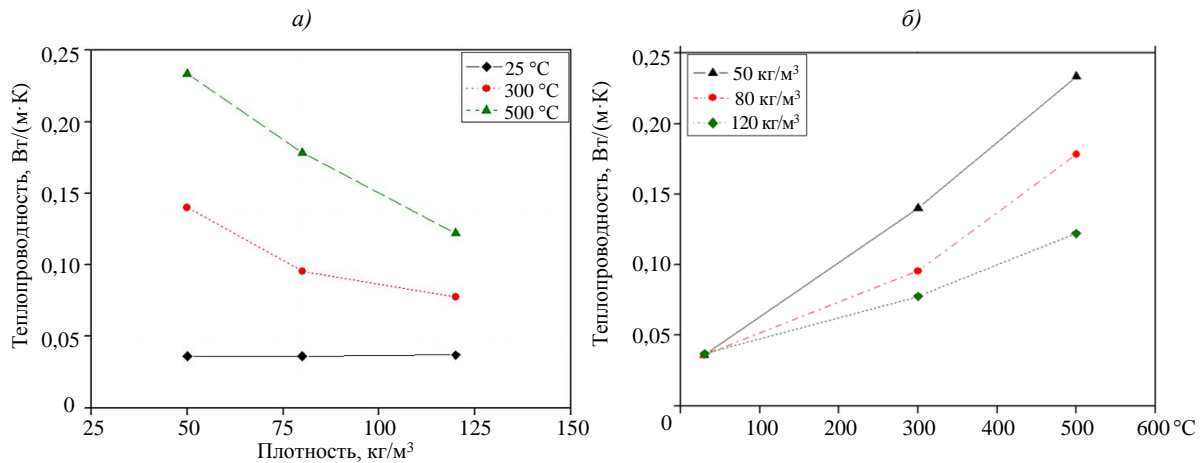 а)
Теплопроводность, Вт/(м·К)
0,25
0,20
0,15
0,10
0,05
0
25 °С
300 °С
500 °С
25 50 75 100 125 150
Плотность, кг/м³
б)
Теплопроводность, Вт/(м·К)
0,25
0,20
0,15
0,10
0,05
50 кг/м³
80 кг/м³
120 кг/м³
0 100 200 300 400 500 600 °С